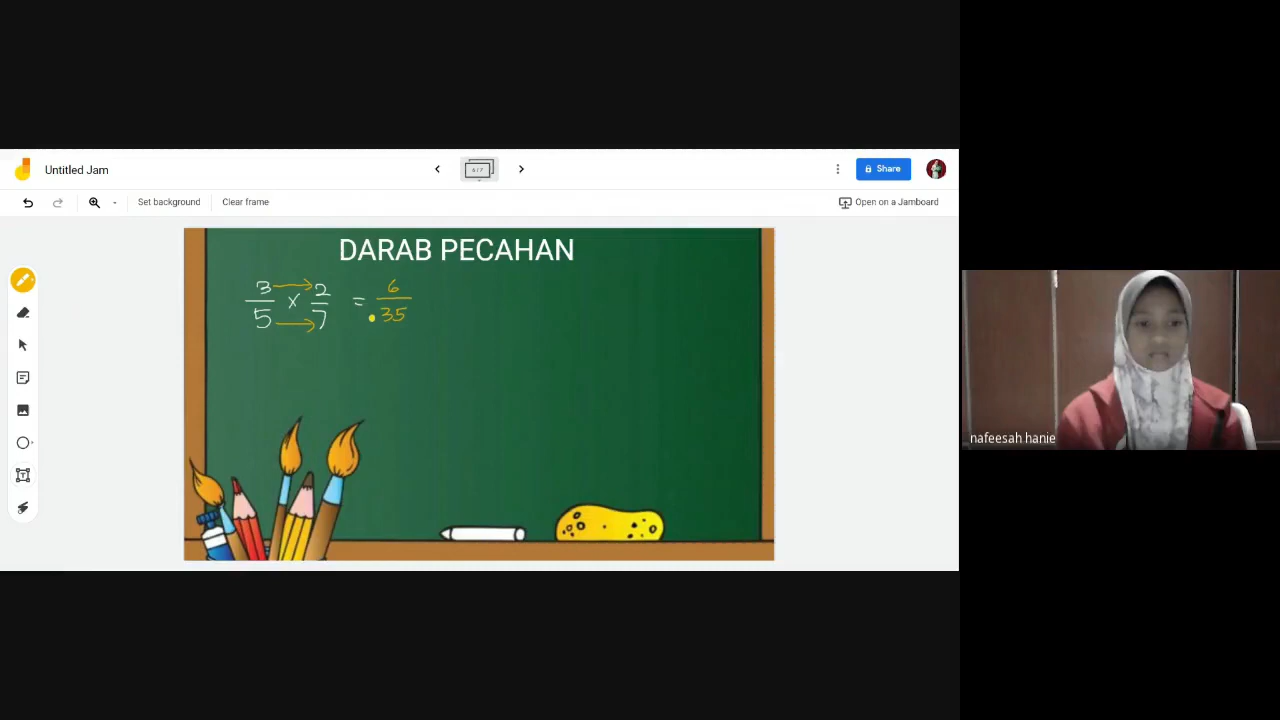 Untitled Jam
Share
Set background
Clear frame
Open on a Jamboard
DARAB PECAHAN
3/5 x 2/7 = 6/35
nafeesah hanie